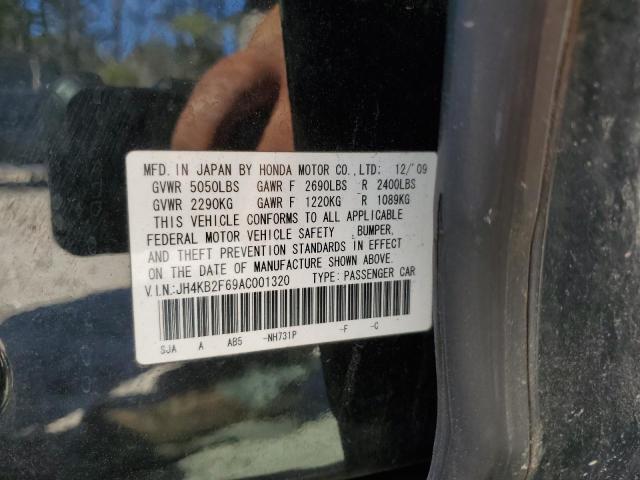 MFD. IN JAPAN BY HONDA MOTOR CO.,LTD: 12/'09
GVWR 5050LBS GAWR F 2690LBS R 2400LBS
GVWR 2290KG GAWR F 1220KG R 1089KG
THIS VEHICLE CONFORMS TO ALL APPLICABLE
FEDERAL MOTOR VEHICLE SAFETY ,BUMPER,
AND THEFT PREVENTION STANDARDS IN EFFECT
ON THE DATE OF MANUFACTURE SHOWN ABOVE.
V.I.N.:JH4KB2F69AC001320 TYPE: PASSENGER CAR
SJA A AB5 -NH731P -F -C